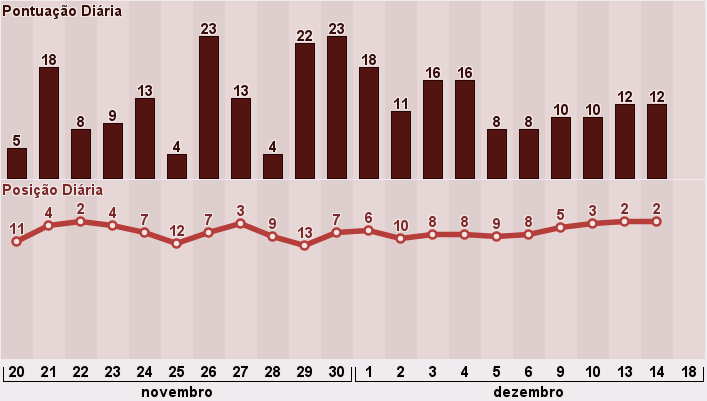 Pontuação Diária
5 18 8 9 13 4 23 13 4 22 23 18 11 16 16 8 8 10 10 12 12
Posição Diária
11 4 2 4 7 12 7 3 9 13 7 6 10 8 8 9 8 5 3 2 2
20 21 22 23 24 25 26 27 28 29 30 1 2 3 4 5 6 9 10 13 14 18
novembro dezembro